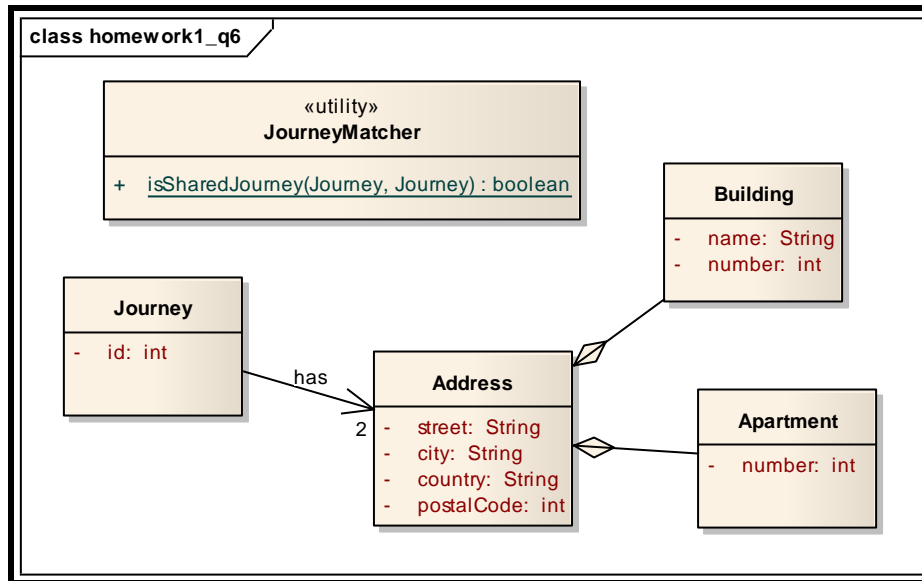 class homework1_q6
«utility»
JourneyMatcher
+ isSharedJourney(Journey, Journey) : boolean
Building
- name: String
- number: int
Journey
- id: int
has
2
Address
- street: String
- city: String
- country: String
- postalCode: int
Apartment
- number: int